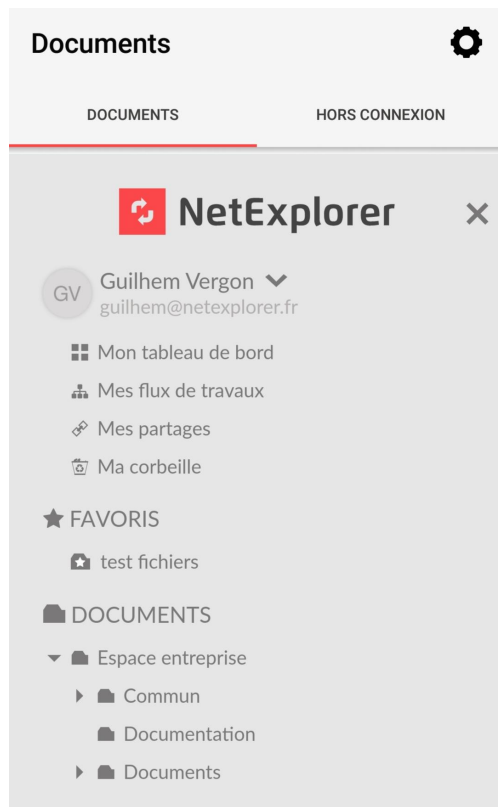 Documents
DOCUMENTS HORS CONNEXION
NetExplorer
GV Guilhem Vergon
guilhem@netexplorer.fr
Mon tableau de bord
Mes flux de travaux
Mes partages
Ma corbeille
FAVORIS
test fichiers
DOCUMENTS
Espace entreprise
Commun
Documentation
Documents